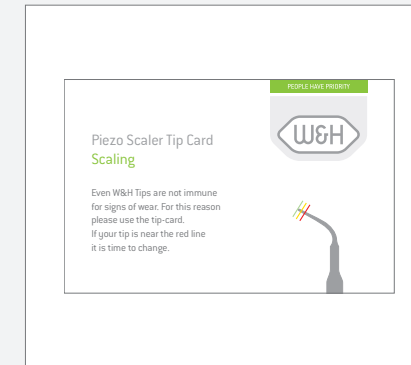 PEOPLE HAVE PRIORITY
W&H
Piezo Scaler Tip Card
Scaling
Even W&H Tips are not immune
for signs of wear. For this reason
please use the tip-card.
If your tip is near the red line
it is time to change.